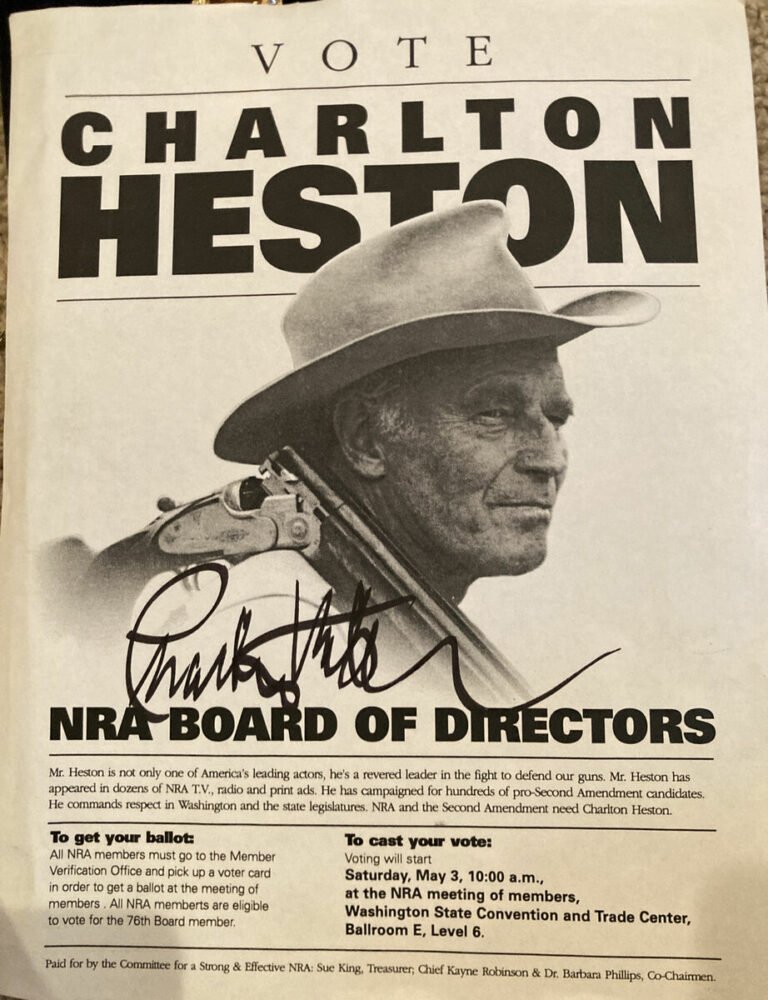 VOTE
CHARLTON
HESTON
Charlton Heston
NRA BOARD OF DIRECTORS
Mr. Heston is not only one of America's leading actors, he's a revered leader in the fight to defend our guns. Mr. Heston has
appeared in dozens of NRA T.V., radio and print ads. He has campaigned for hundreds of pro-Second Amendment candidates.
He commands respect in Washington and the state legislatures. NRA and the Second Amendment need Charlton Heston.
To get your ballot:
All NRA members must go to the Member
Verification Office and pick up a voter card
in order to get a ballot at the meeting of
members . All NRA memberts are eligible
to vote for the 76th Board member.
To cast your vote:
Voting will start
Saturday, May 3, 10:00 a.m.,
at the NRA meeting of members,
Washington State Convention and Trade Center,
Ballroom E, Level 6.
Paid for by the Committee for a Strong & Effective NRA: Sue King, Treasurer; Chief Kayne Robinson & Dr. Barbara Phillips, Co-Chairmen.